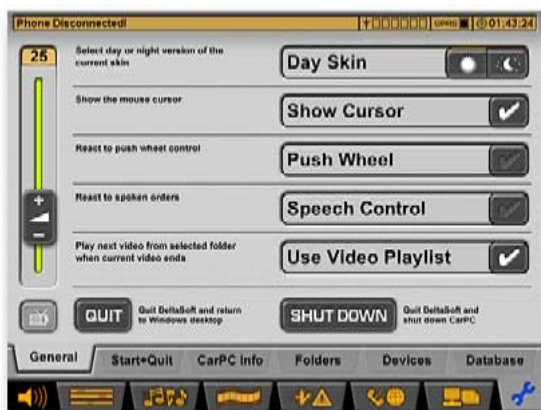 Phone Disconnected!
GPRS
01:43:24
25
Select day or night version of the
current skin
Day Skin
Show the mouse cursor
Show Cursor
React to push wheel control
Push Wheel
React to spoken orders
Speech Control
Play next video from selected folder
when current video ends
Use Video Playlist
QUIT
Quit DeltaSoft and return
to Windows desktop
SHUT DOWN
Quit DeltaSoft and
shut down CarPC
General
Start+Quit
CarPC Info
Folders
Devices
Database